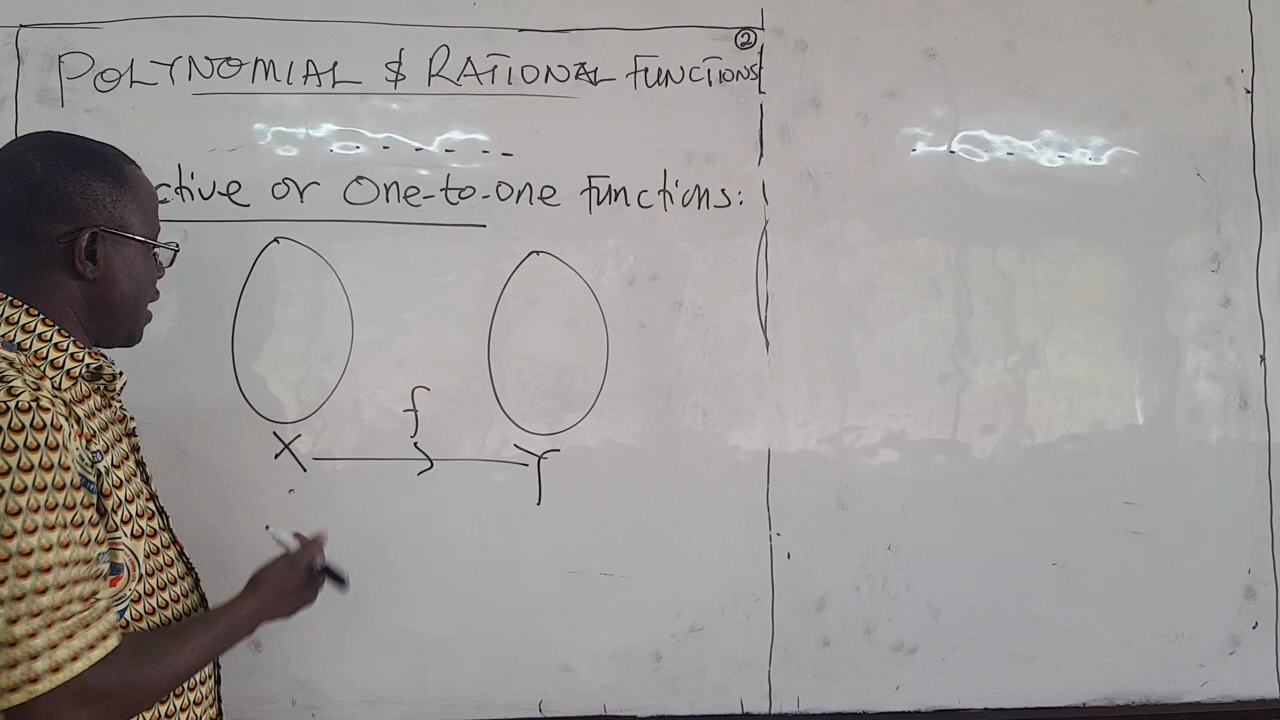 ②
POLYNOMIAL & RATIONAL FUNCTIONS
ctive or One-to-one functions:
f
X Y